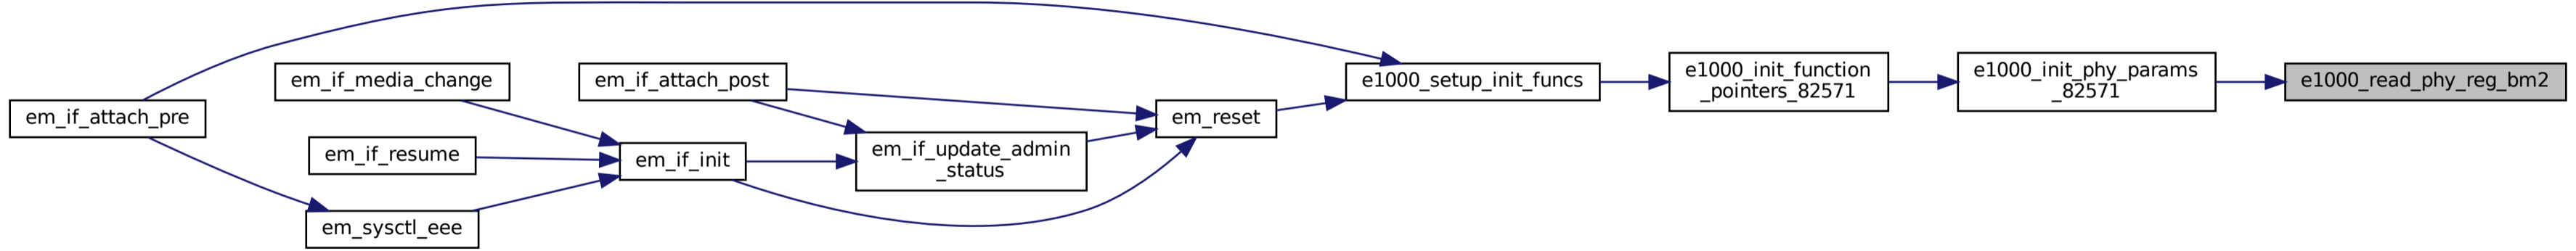 em_if_attach_pre
em_if_media_change
em_if_resume
em_sysctl_eee
em_if_attach_post
em_if_init
em_if_update_admin
_status
em_reset
e1000_setup_init_funcs
e1000_init_function
_pointers_82571
e1000_init_phy_params
_82571
e1000_read_phy_reg_bm2